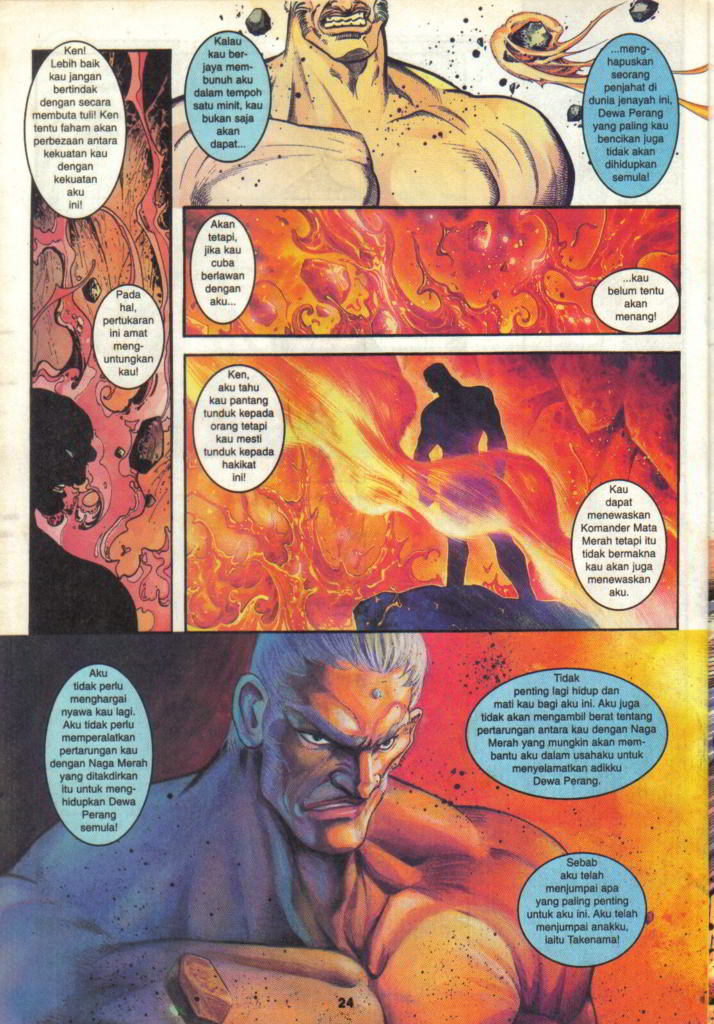 Ken!
Lebih baik
kau jangan
bertindak
dengan secara
membuta tuli! Ken
tentu faham akan
perbezaan antara
kekuatan kau
dengan
kekuatan
aku
ini!
Pada
hal,
pertukaran
ini amat
meng-
untungkan
kau!
Kalau
kau ber-
jaya mem-
bunuh aku
dalam tempoh
satu minit, kau
bukan saja
akan
dapat...
...meng-
hapuskan
seorang
penjahat di
dunia jenayah ini,
Dewa Perang
yang paling kau
bencikan juga
tidak akan
dihidupkan
semula!
Akan
tetapi,
jika kau
cuba
berlawan
dengan
aku...
...kau
belum tentu
akan
menang!
Ken,
aku tahu
kau pantang
tunduk kepada
orang tetapi
kau mesti
tunduk kepada
hakikat
ini!
Kau
dapat
menewaskan
Komander Mata
Merah tetapi itu
tidak bermakna
kau akan juga
menewaskan
aku.
Aku
tidak perlu
menghargai
nyawa kau lagi.
Aku tidak perlu
memperalatkan
pertarungan kau
dengan Naga Merah
yang ditakdirkan
itu untuk meng-
hidupkan Dewa
Perang
semula!
Tidak
penting lagi hidup dan
mati kau bagi aku ini. Aku juga
tidak akan mengambil berat tentang
pertarungan antara kau dengan Naga
Merah yang mungkin akan mem-
bantu aku dalam usahaku untuk
menyelamatkan adikku
Dewa Perang.
Sebab
aku telah
menjumpai apa
yang paling penting
untuk aku ini. Aku telah
menjumpai anakku,
iaitu Takenama!
24